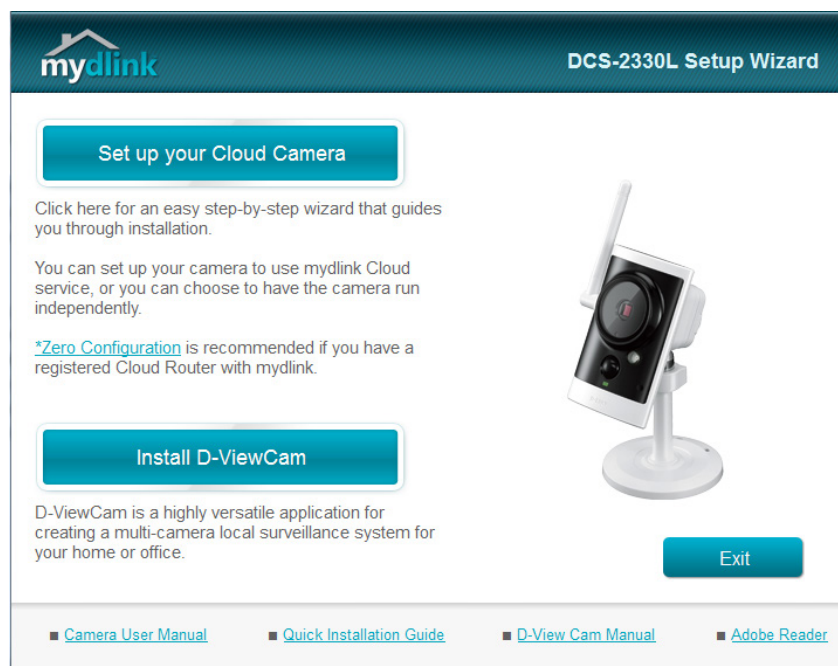 mydlink
DCS-2330L Setup Wizard
Set up your Cloud Camera
Click here for an easy step-by-step wizard that guides
you through installation.
You can set up your camera to use mydlink Cloud
service, or you can choose to have the camera run
independently.
*Zero Configuration is recommended if you have a
registered Cloud Router with mydlink.
Install D-ViewCam
D-ViewCam is a highly versatile application for
creating a multi-camera local surveillance system for
your home or office.
Exit
Camera User Manual
Quick Installation Guide
D-View Cam Manual
Adobe Reader